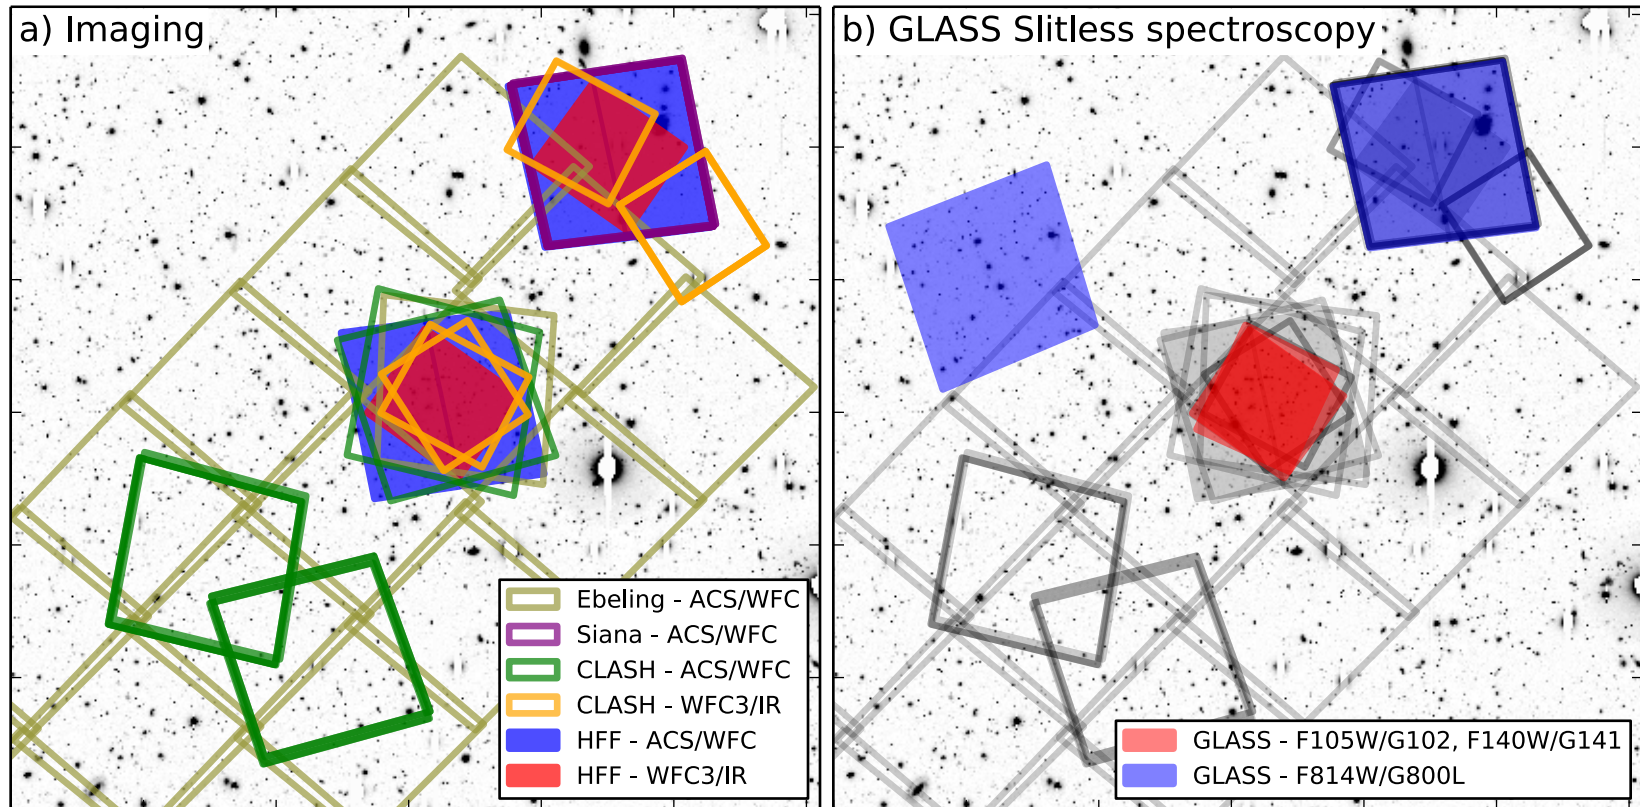 a) Imaging
Ebeling - ACS/WFC
Siana - ACS/WFC
CLASH - ACS/WFC
CLASH - WFC3/IR
HFF - ACS/WFC
HFF - WFC3/IR
b) GLASS Slitless spectroscopy
GLASS - F105W/G102, F140W/G141
GLASS - F814W/G800L